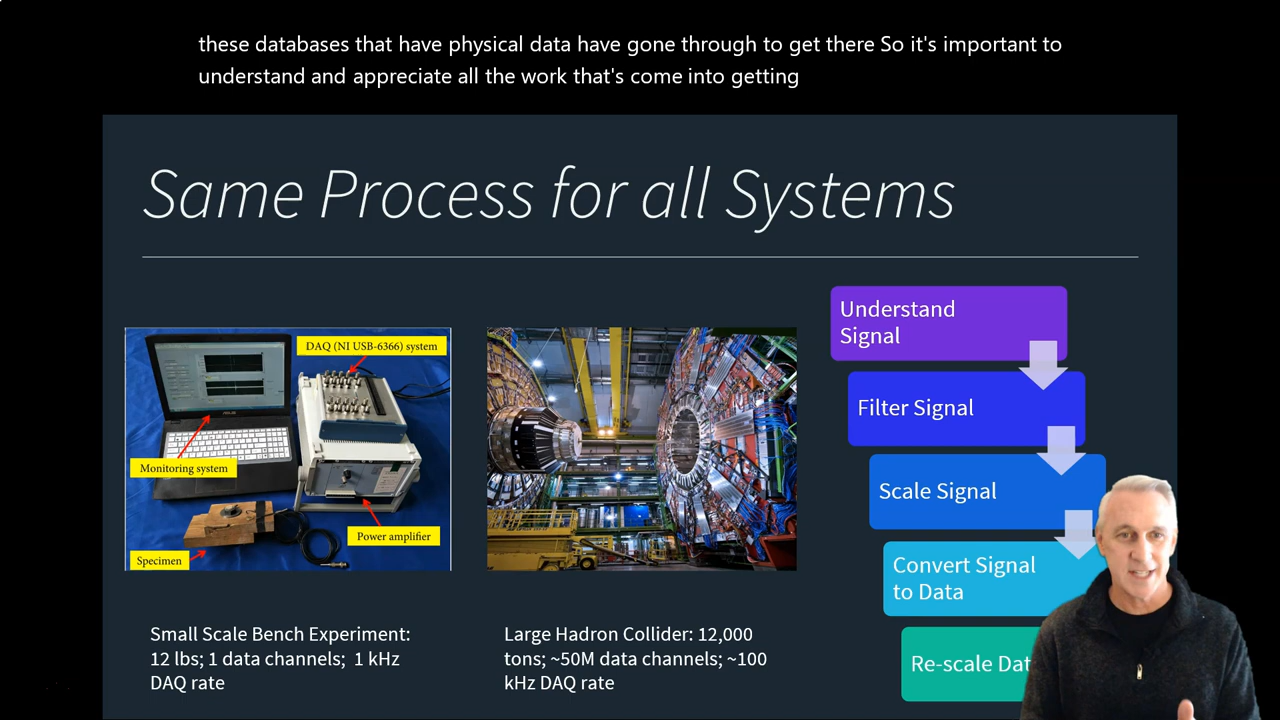 these databases that have physical data have gone through to get there So it's important to
understand and appreciate all the work that's come into getting
Same Process for all Systems
DAQ (NI USB-6366) system
Monitoring system
Power amplifier
Specimen
Small Scale Bench Experiment:
12 lbs; 1 data channels; 1 kHz
DAQ rate
Large Hadron Collider: 12,000
tons; ~50M data channels; ~100
kHz DAQ rate
Understand
Signal
Filter Signal
Scale Signal
Convert Signal
to Data
Re-scale Dat